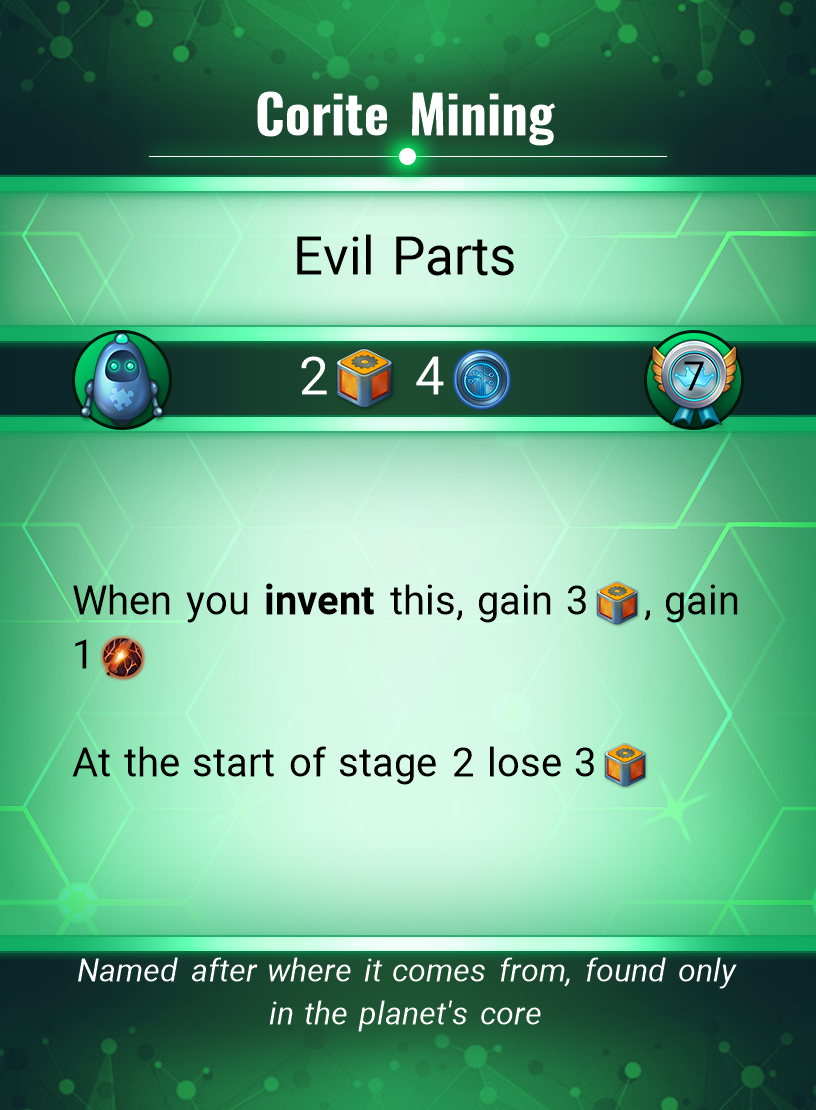 Corite Mining
Evil Parts
2 4 7
When you invent this, gain 3 , gain
1
At the start of stage 2 lose 3
Named after where it comes from, found only
in the planet's core